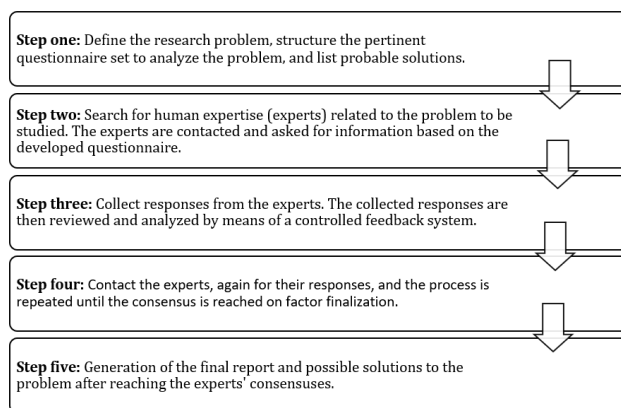 Step one: Define the research problem, structure the pertinent
questionnaire set to analyze the problem, and list probable solutions.
Step two: Search for human expertise (experts) related to the problem to be
studied. The experts are contacted and asked for information based on the
developed questionnaire.
Step three: Collect responses from the experts. The collected responses are
then reviewed and analyzed by means of a controlled feedback system.
Step four: Contact the experts, again for their responses, and the process is
repeated until the consensus is reached on factor finalization.
Step five: Generation of the final report and possible solutions to the
problem after reaching the experts' consensuses.